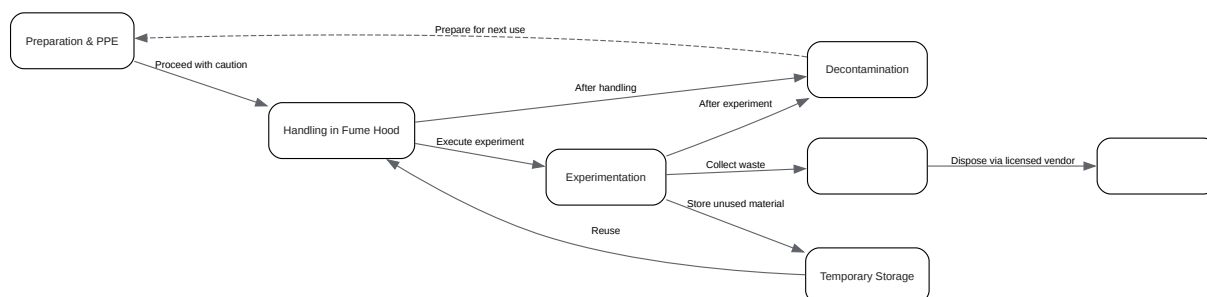 Preparation & PPE
Prepare for next use
Proceed with caution
Decontamination
After handling
After experiment
Handling in Fume Hood
Execute experiment
Experimentation
Collect waste
Dispose via licensed vendor
Store unused material
Reuse
Temporary Storage